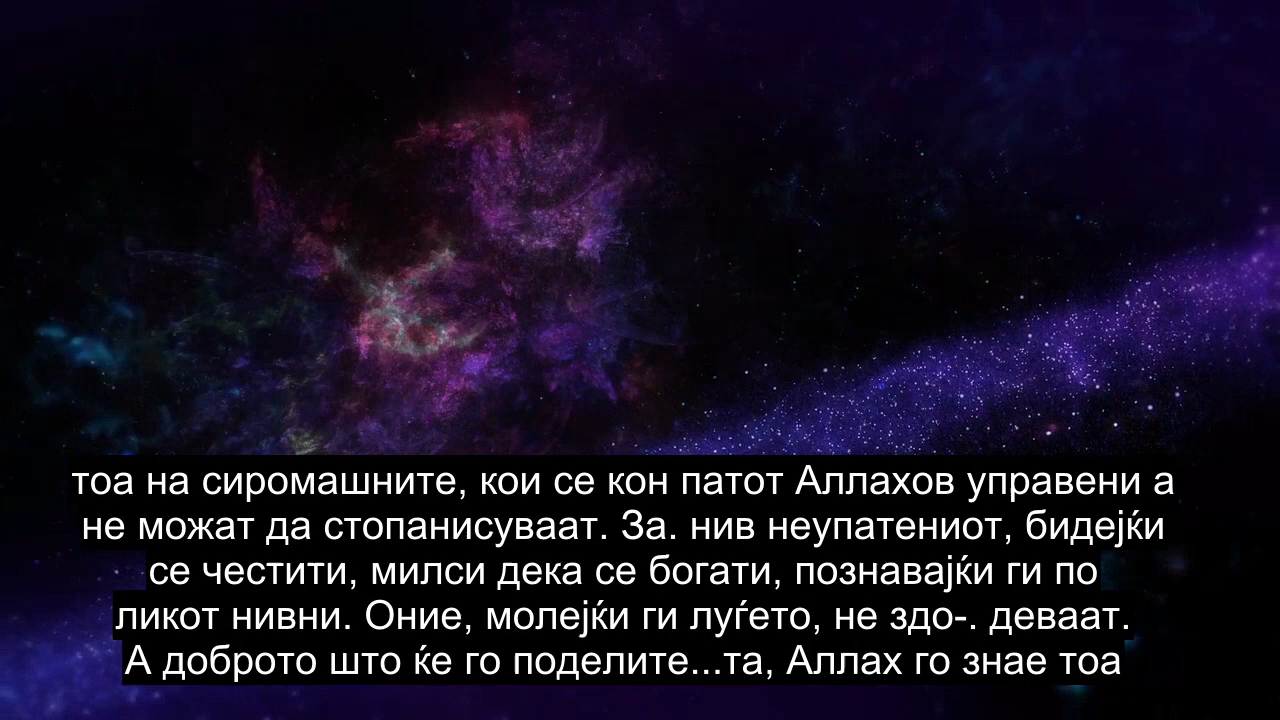 тоа на сиромашните, кои се кон патот Аллахов управени а
не можат да стопанисуваат. За. нив неупатениот, бидејќи
се честити, милси дека се богати, познавајќи ги по
ликот нивни. Оние, молејќи ги луѓето, не здо-. деваат.
А доброто што ќе го поделите...та, Аллах го знае тоа